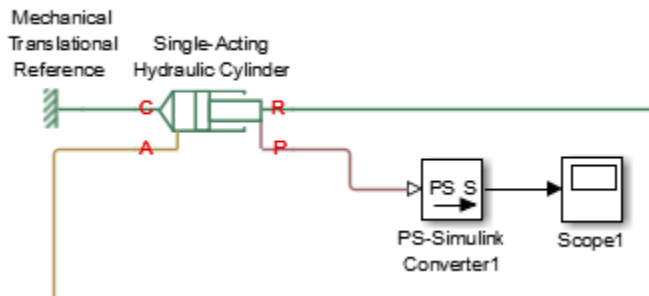 Mechanical
Translational
Reference
Single-Acting
Hydraulic Cylinder
C
R
A
P
PS S
PS-Simulink
Converter1
Scope1